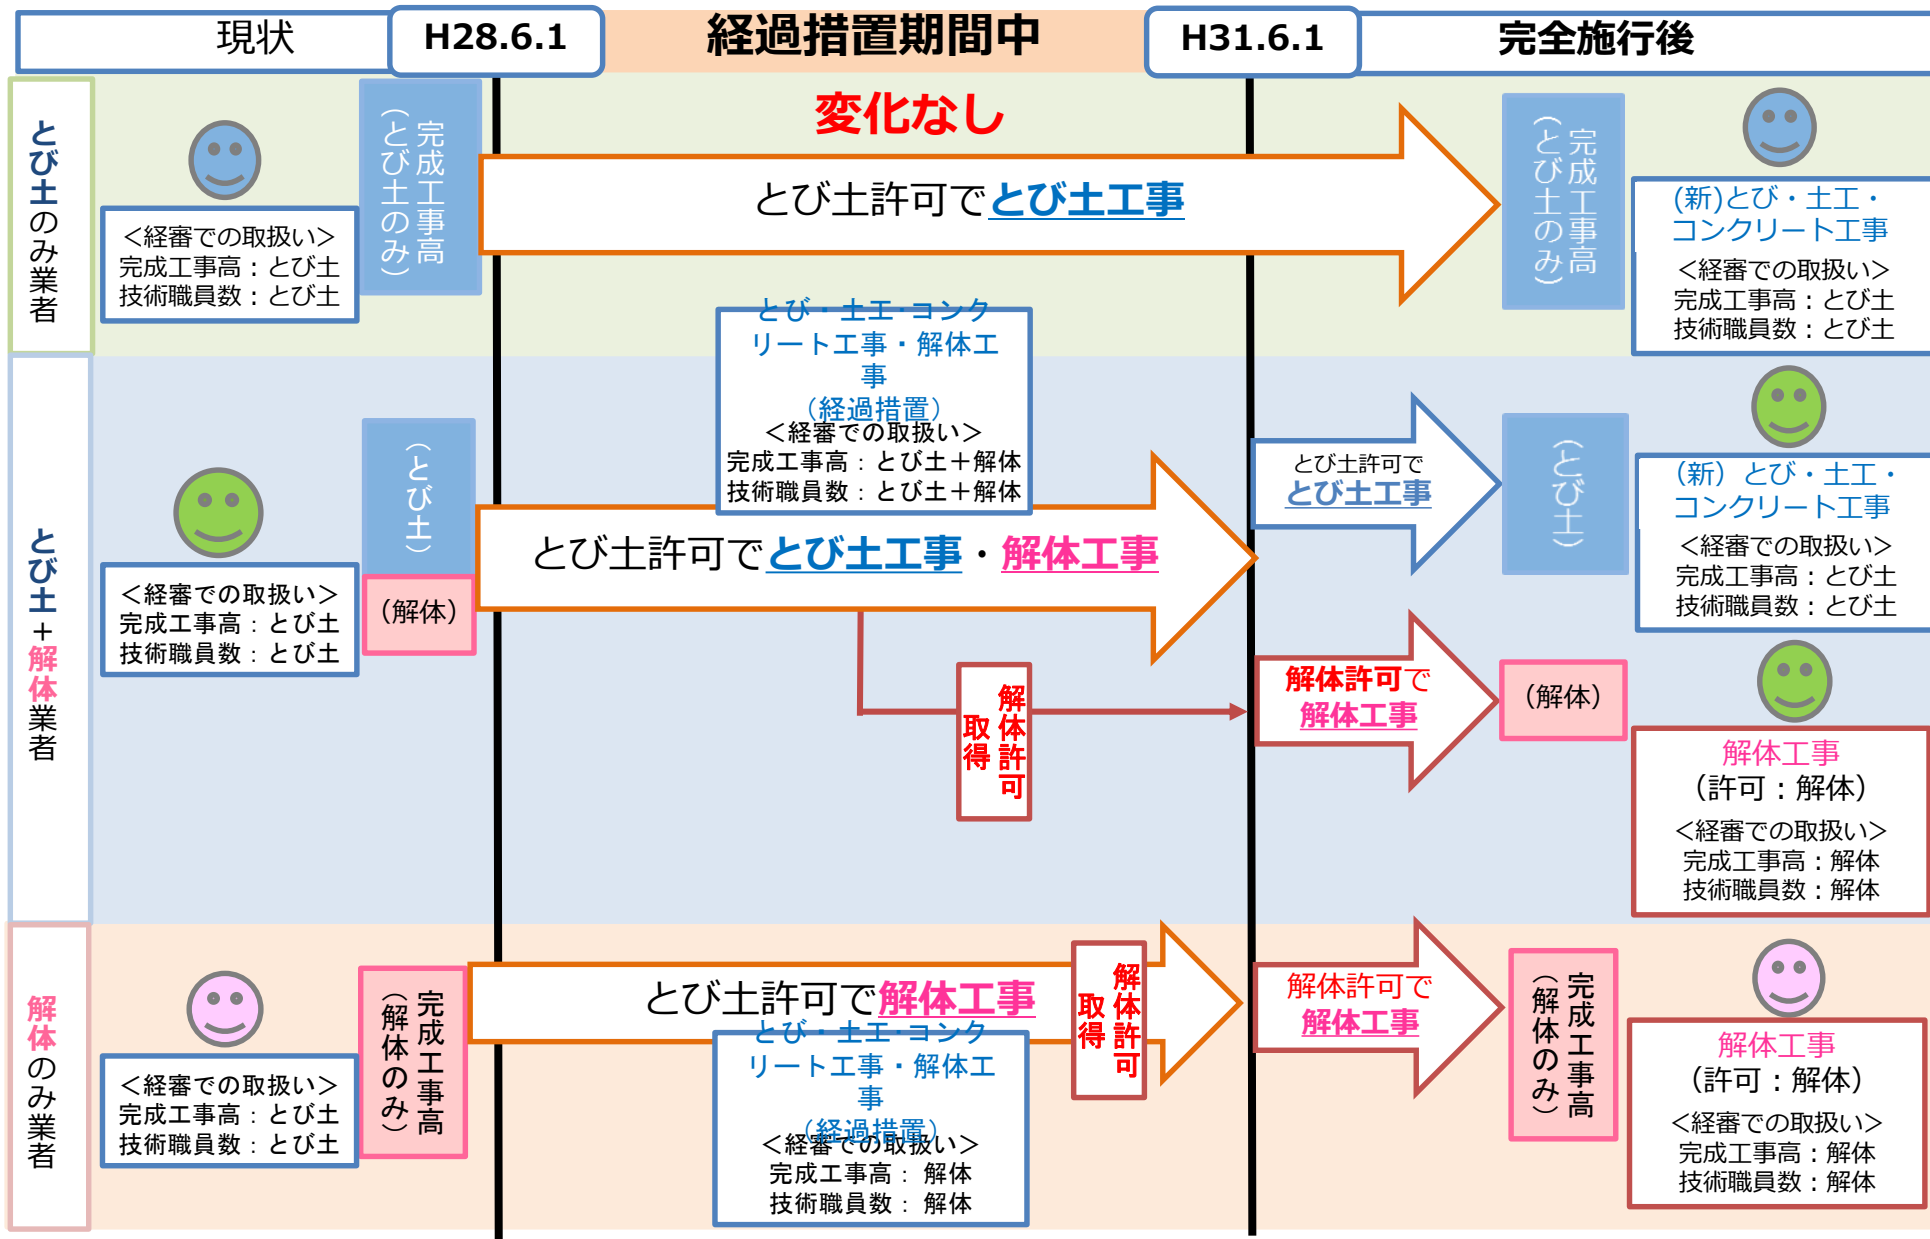 現状
H28.6.1
経過措置期間中
H31.6.1
完全施行後
とび土のみ業者
＜経審での取扱い＞
完成工事高：とび土
技術職員数：とび土
完成工事高
（とび土のみ）
変化なし
とび土許可でとび土工事
完成工事高
（とび土のみ）
(新)とび・土工・
コンクリート工事
＜経審での取扱い＞
完成工事高：とび土
技術職員数：とび土
とび土＋解体業者
＜経審での取扱い＞
完成工事高：とび土
技術職員数：とび土
（とび土）
（解体）
とび・土工・コンク
リート工事・解体工
事
（経過措置）
＜経審での取扱い＞
完成工事高：とび土＋解体
技術職員数：とび土＋解体
とび土許可でとび土工事・解体工事
解体許可
取得
とび土許可で
とび土工事
（とび土）
（新）とび・土工・
コンクリート工事
＜経審での取扱い＞
完成工事高：とび土
技術職員数：とび土
解体許可で
解体工事
（解体）
解体工事
（許可：解体）
＜経審での取扱い＞
完成工事高：解体
技術職員数：解体
解体のみ業者
＜経審での取扱い＞
完成工事高：とび土
技術職員数：とび土
完成工事高
（解体のみ）
とび土許可で解体工事
とび・土工・コンク
リート工事・解体工
事
（経過措置）
＜経審での取扱い＞
完成工事高： 解体
技術職員数： 解体
解体許可
取得
解体許可で
解体工事
完成工事高
（解体のみ）
解体工事
（許可：解体）
＜経審での取扱い＞
完成工事高：解体
技術職員数：解体